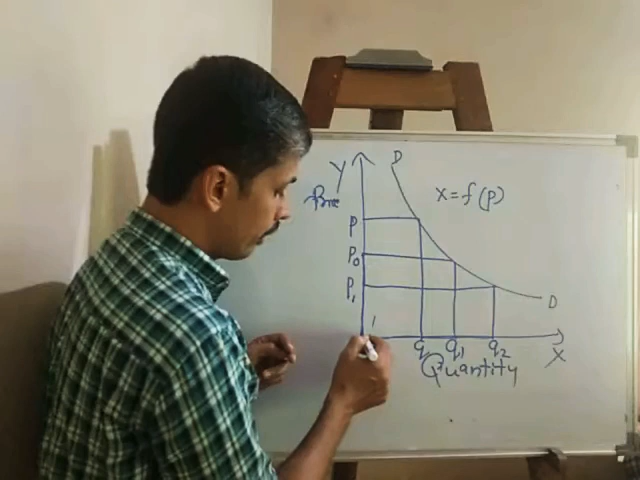 Y
D
x = f(p)
Price
P
P₀
P₁
D
q q₁ q₂
X
Quantity